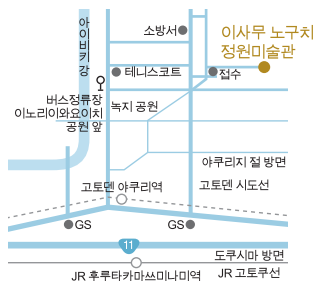 아이비키강
소방서
이사무 노구치
정원미술관
테니스코트
접수
버스정류장
이노리이와요이치
공원 앞
녹지 공원
야쿠리지 절 방면
고토덴 야쿠리역
고토덴 시도선
GS
GS
11
도쿠시마 방면
JR 후루타카마쓰미나미역
JR 고토쿠선